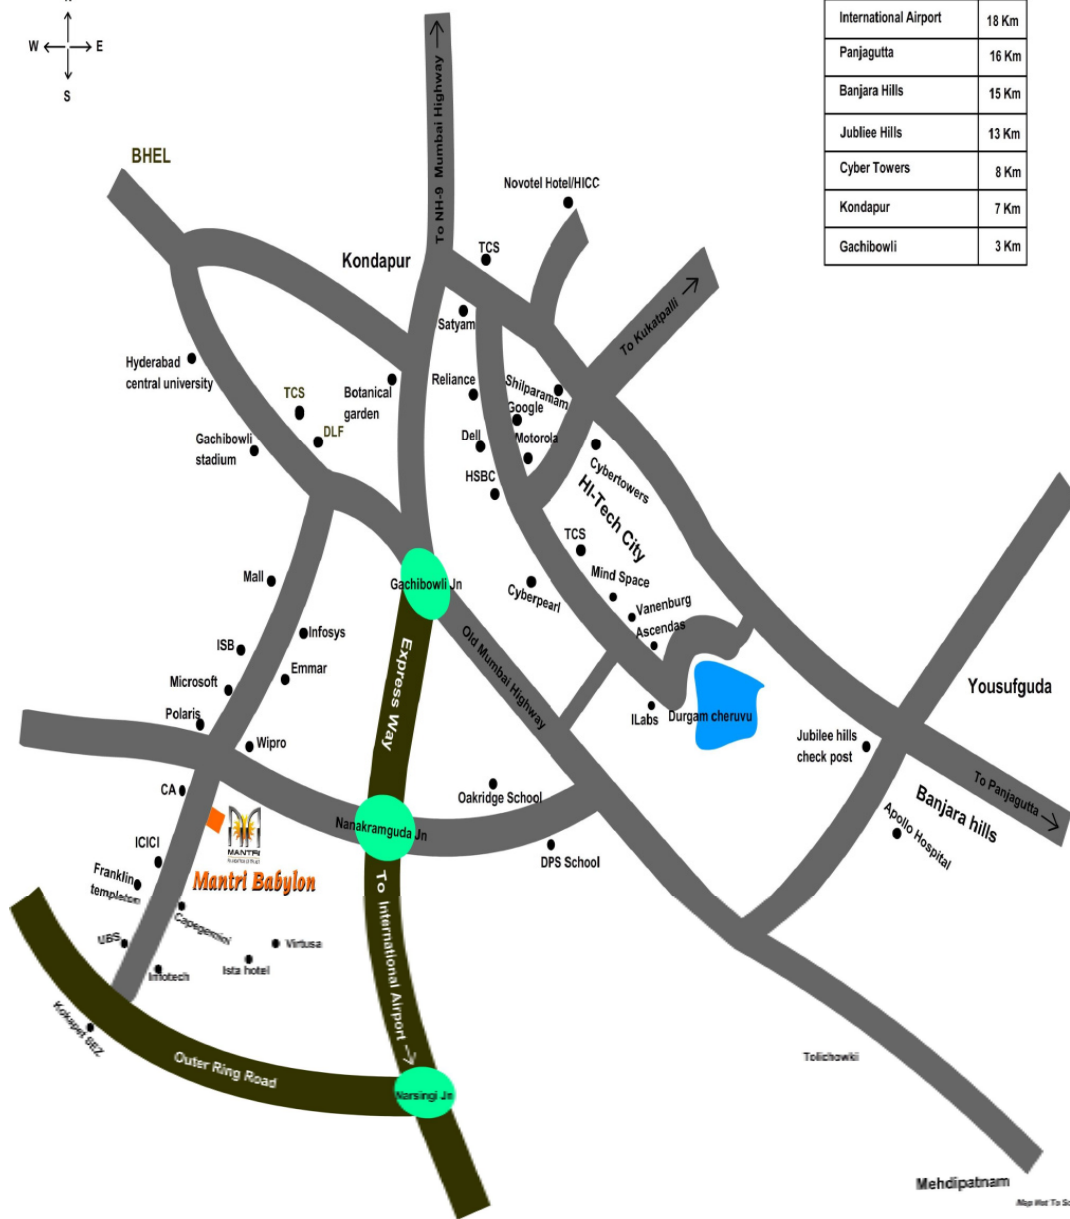 N
W
E
S
International Airport 18 Km
Panjagutta 16 Km
Banjara Hills 15 Km
Jubliee Hills 13 Km
Cyber Towers 8 Km
Kondapur 7 Km
Gachibowli 3 Km
BHEL
To NH-9 Mumbai Highway
Novotel Hotel/HICC
TCS
Kondapur
Satyam
To Kukatpalli
Hyderabad
central university
TCS
DLF
Botanical
garden
Reliance
Shilparamam
Google
Motorola
Dell
HSBC
Gachibowli
stadium
Cybertowers
HI-Tech City
TCS
Mind Space
Cyberpearl
Vanenburg
Ascendas
Gachibowli Jn
Mall
Infosys
ISB
Emmar
Microsoft
Polaris
Wipro
Express Way
Old Mumbai Highway
ILabs
Durgam cheruvu
Yousufguda
Jubilee hills
check post
To Panjagutta
Banjara hills
Apollo Hospital
CA
Oakridge School
Nanakramguda Jn
DPS School
ICICI
MANTRI
Mantri Babylon
Franklin
templeton
Capegemini
UBS
Infotech
Virtusa
Ista hotel
To International Airport
Kokapet SEZ
Outer Ring Road
Narsingi Jn
Tolichowkii
Mehdipatnam
Map Not To Sc